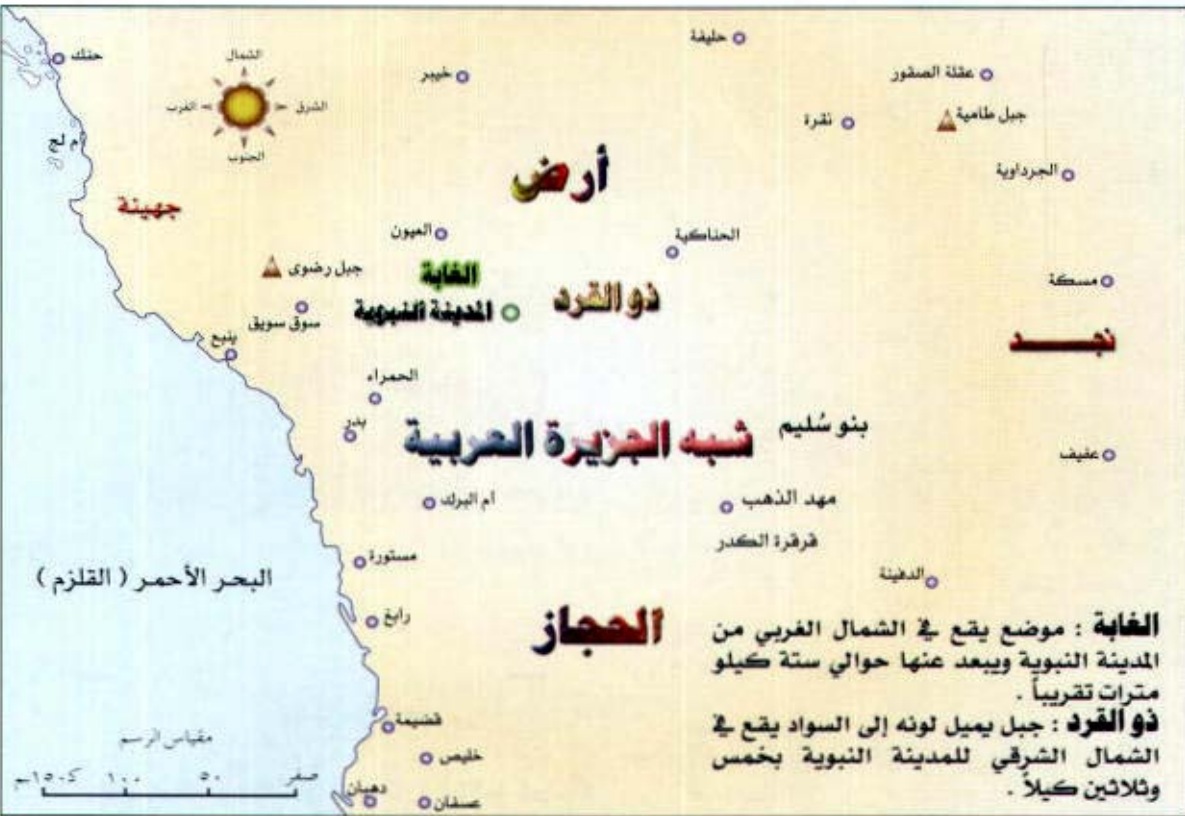 حنك
الشمال
الشرق
الغرب
الجنوب
خيبر
حليفة
عقلة الصقور
جبل طامية
نقرة
الجرداوية
أم لج
جهينة
أرض
العيون
الحناكية
الغابة
جبل رضوى
المدينة النبوية
ذو القرد
مسكة
سوق سويق
ينبع
نجد
الحمراء
بدر
شبه الجزيرة العربية
بنو سُليم
عفيف
أم البرك
مهد الذهب
قرقرة الكدر
مستورة
الدفينة
البحر الأحمر ( القلزم )
رابغ
الحجاز
الغابة : موضع يقع في الشمال الغربي من
المدينة النبوية ويبعد عنها حوالي ستة كيلو
مترات تقريباً .
ذو القرد : جبل يميل لونه إلى السواد يقع في
الشمال الشرقي للمدينة النبوية بخمس
وثلاثين كيلاً .
قضيمة
خليص
دهبان
عسفان
مقياس الرسم
صفر ٥٠ ١٠٠ ١٥٠كم